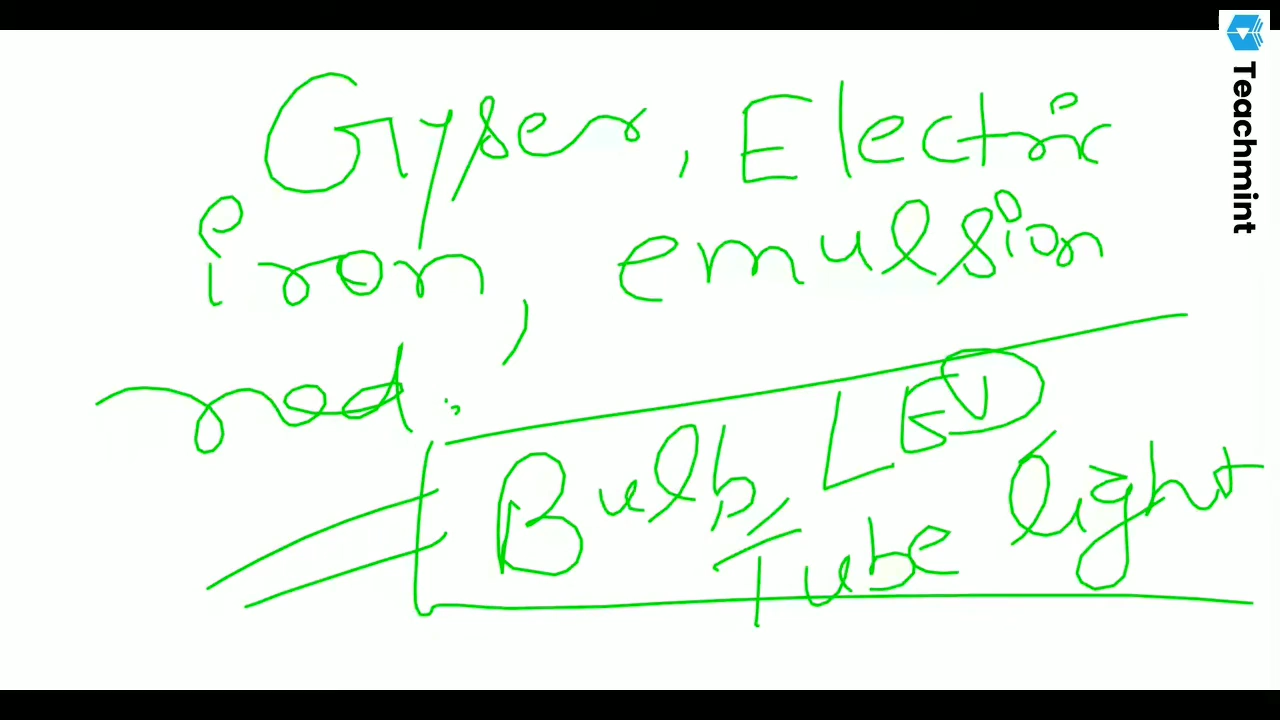 Gyser, Electric
iron, emulsion
rod.
Bulb, LED
Tube light
Teachmint